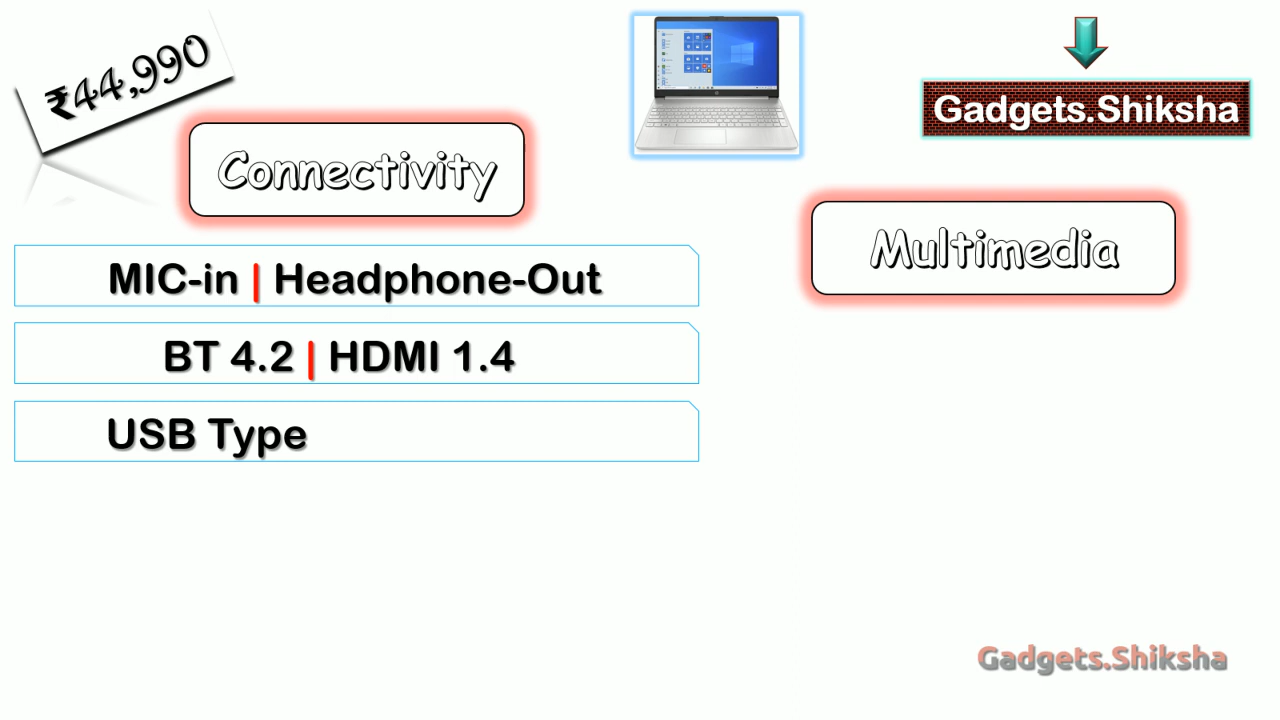 ₹44,990
Gadgets.Shiksha
Connectivity
Multimedia
MIC-in | Headphone-Out
BT 4.2 | HDMI 1.4
USB Type
Gadgets.Shiksha